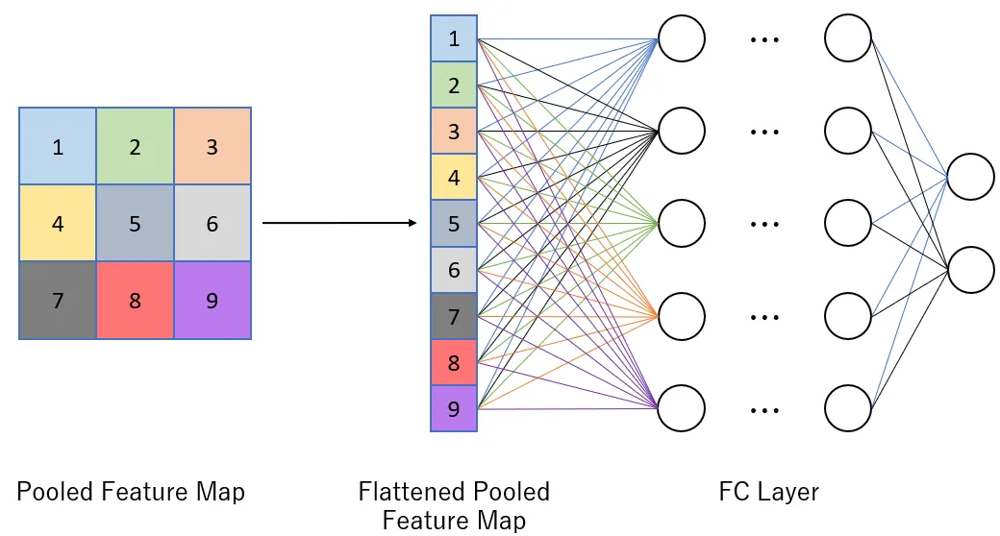 1 2 3
4 5 6
7 8 9
1
2
3
4
5
6
7
8
9
...
...
...
...
...
Pooled Feature Map
Flattened Pooled
Feature Map
FC Layer